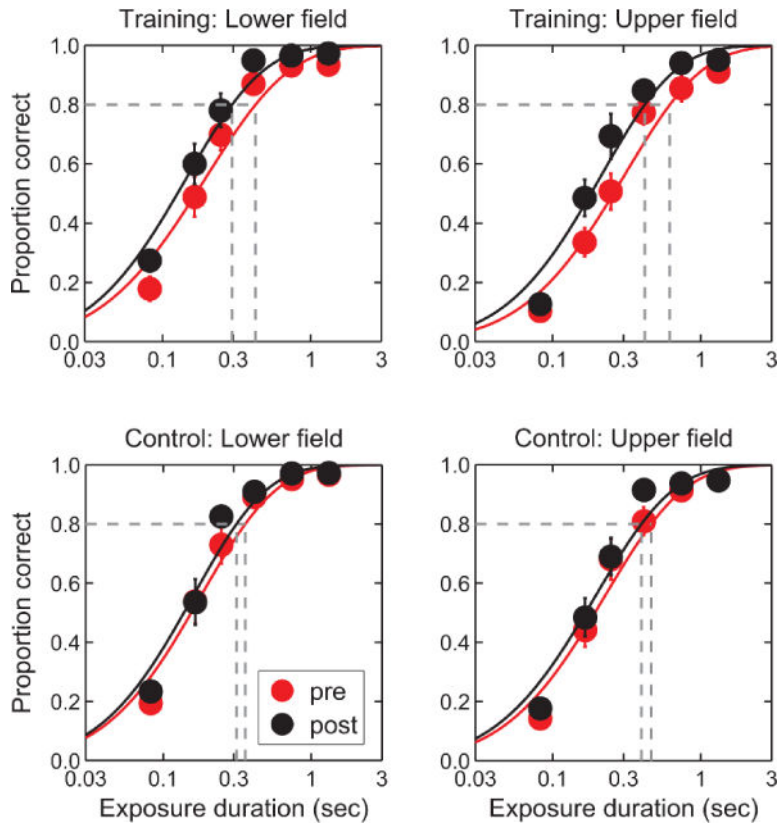 Training: Lower field
Training: Upper field
Proportion correct
1.0
0.8
0.6
0.4
0.2
0.0
0.03 0.1 0.3 1 3
Proportion correct
1.0
0.8
0.6
0.4
0.2
0.0
0.03 0.1 0.3 1 3
Control: Lower field
Control: Upper field
Proportion correct
1.0
0.8
0.6
0.4
0.2
0.0
pre
post
0.03 0.1 0.3 1 3
Exposure duration (sec)
Proportion correct
1.0
0.8
0.6
0.4
0.2
0.0
0.03 0.1 0.3 1 3
Exposure duration (sec)